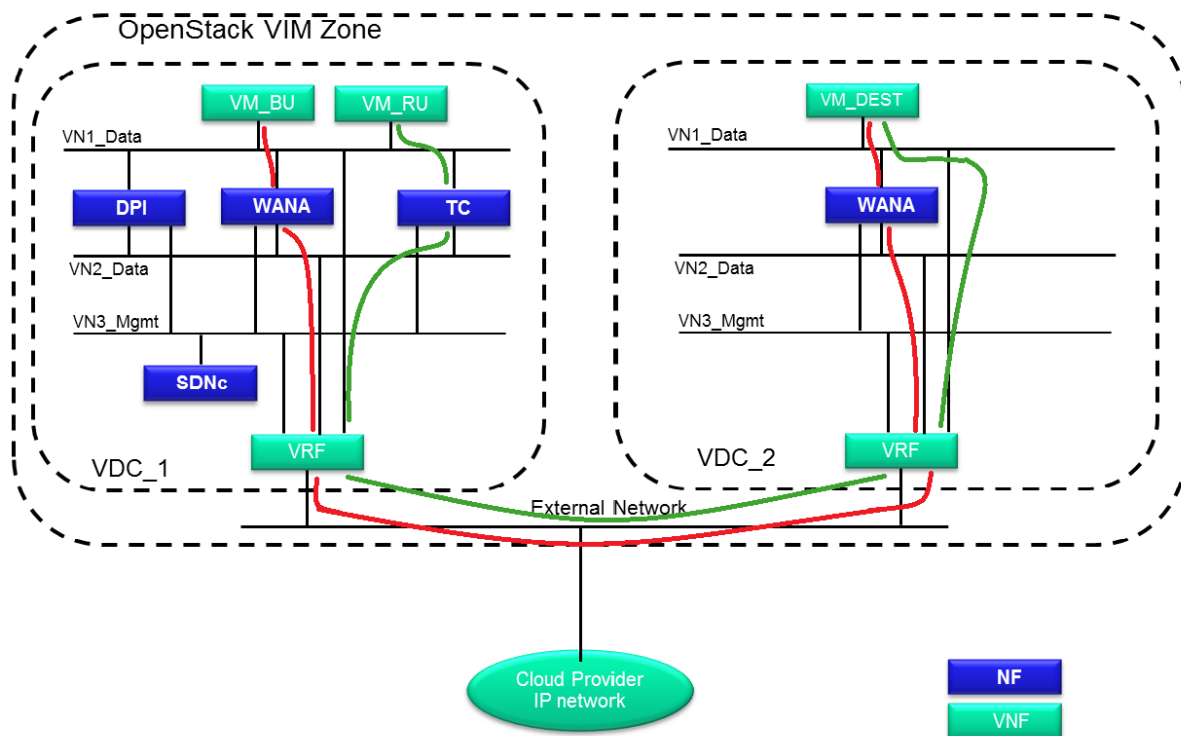 OpenStack VIM Zone
VM_BU
VM_RU
VN1_Data
DPI
WANA
TC
VN2_Data
VN3_Mgmt
SDNc
VRF
VDC_1
VM_DEST
VN1_Data
WANA
VN2_Data
VN3_Mgmt
VRF
VDC_2
External Network
Cloud Provider
IP network
NF
VNF